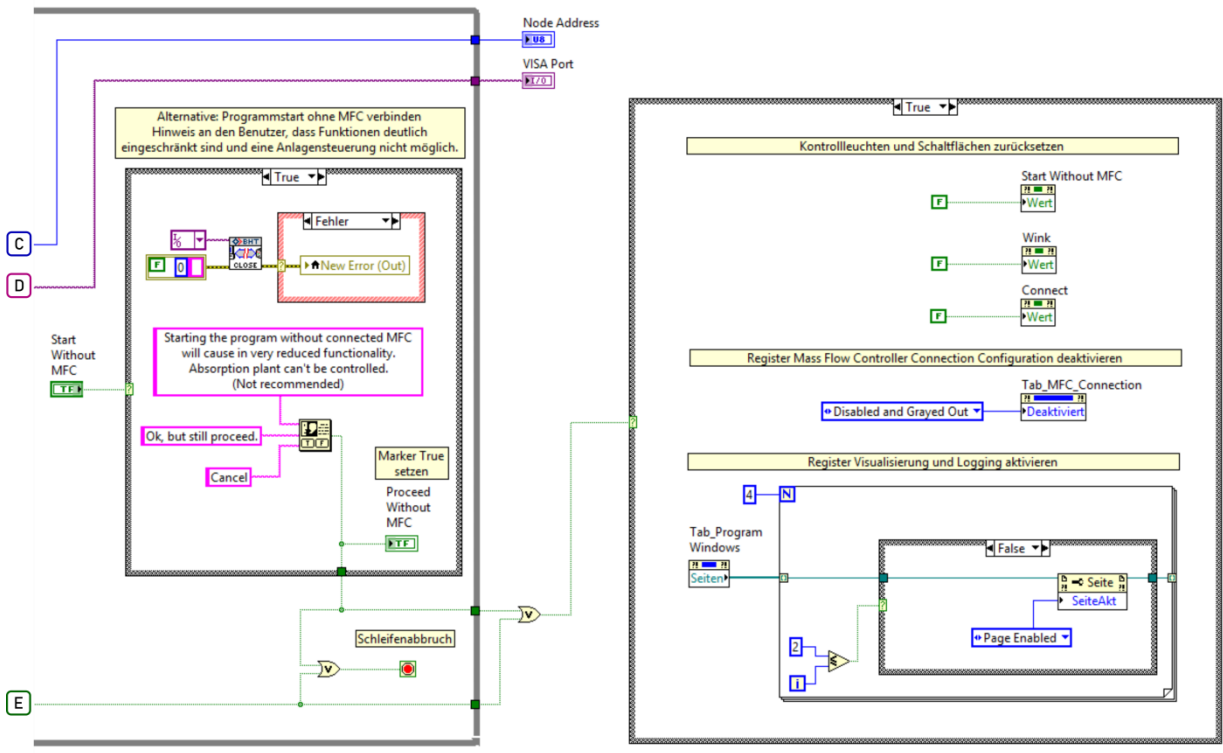 Node Address
U8
VISA Port
I/O
Alternative: Programmstart ohne MFC verbinden
Hinweis an den Benutzer, dass Funktionen deutlich
eingeschränkt sind und eine Anlagensteuerung nicht möglich.
True
Fehler
I/O
BHT
CLOSE
F
0
?
New Error (Out)
C
D
Start
Without
MFC
TF
?
Starting the program without connected MFC
will cause in very reduced functionality.
Absorption plant can't be controlled.
(Not recommended)
Ok, but still proceed.
T F
Cancel
Marker True
setzen
Proceed
Without
MFC
TF
V
Schleifenabbruch
V
E
True
Kontrollleuchten und Schaltflächen zurücksetzen
Start Without MFC
F
Wert
Wink
F
Wert
Connect
F
Wert
Register Mass Flow Controller Connection Configuration deaktivieren
Tab_MFC_Connection
Disabled and Grayed Out
Deaktiviert
?
Register Visualisierung und Logging aktivieren
4
N
Tab_Program
Windows
Seiten
False
Seite
SeiteAkt
?
Page Enabled
2
i